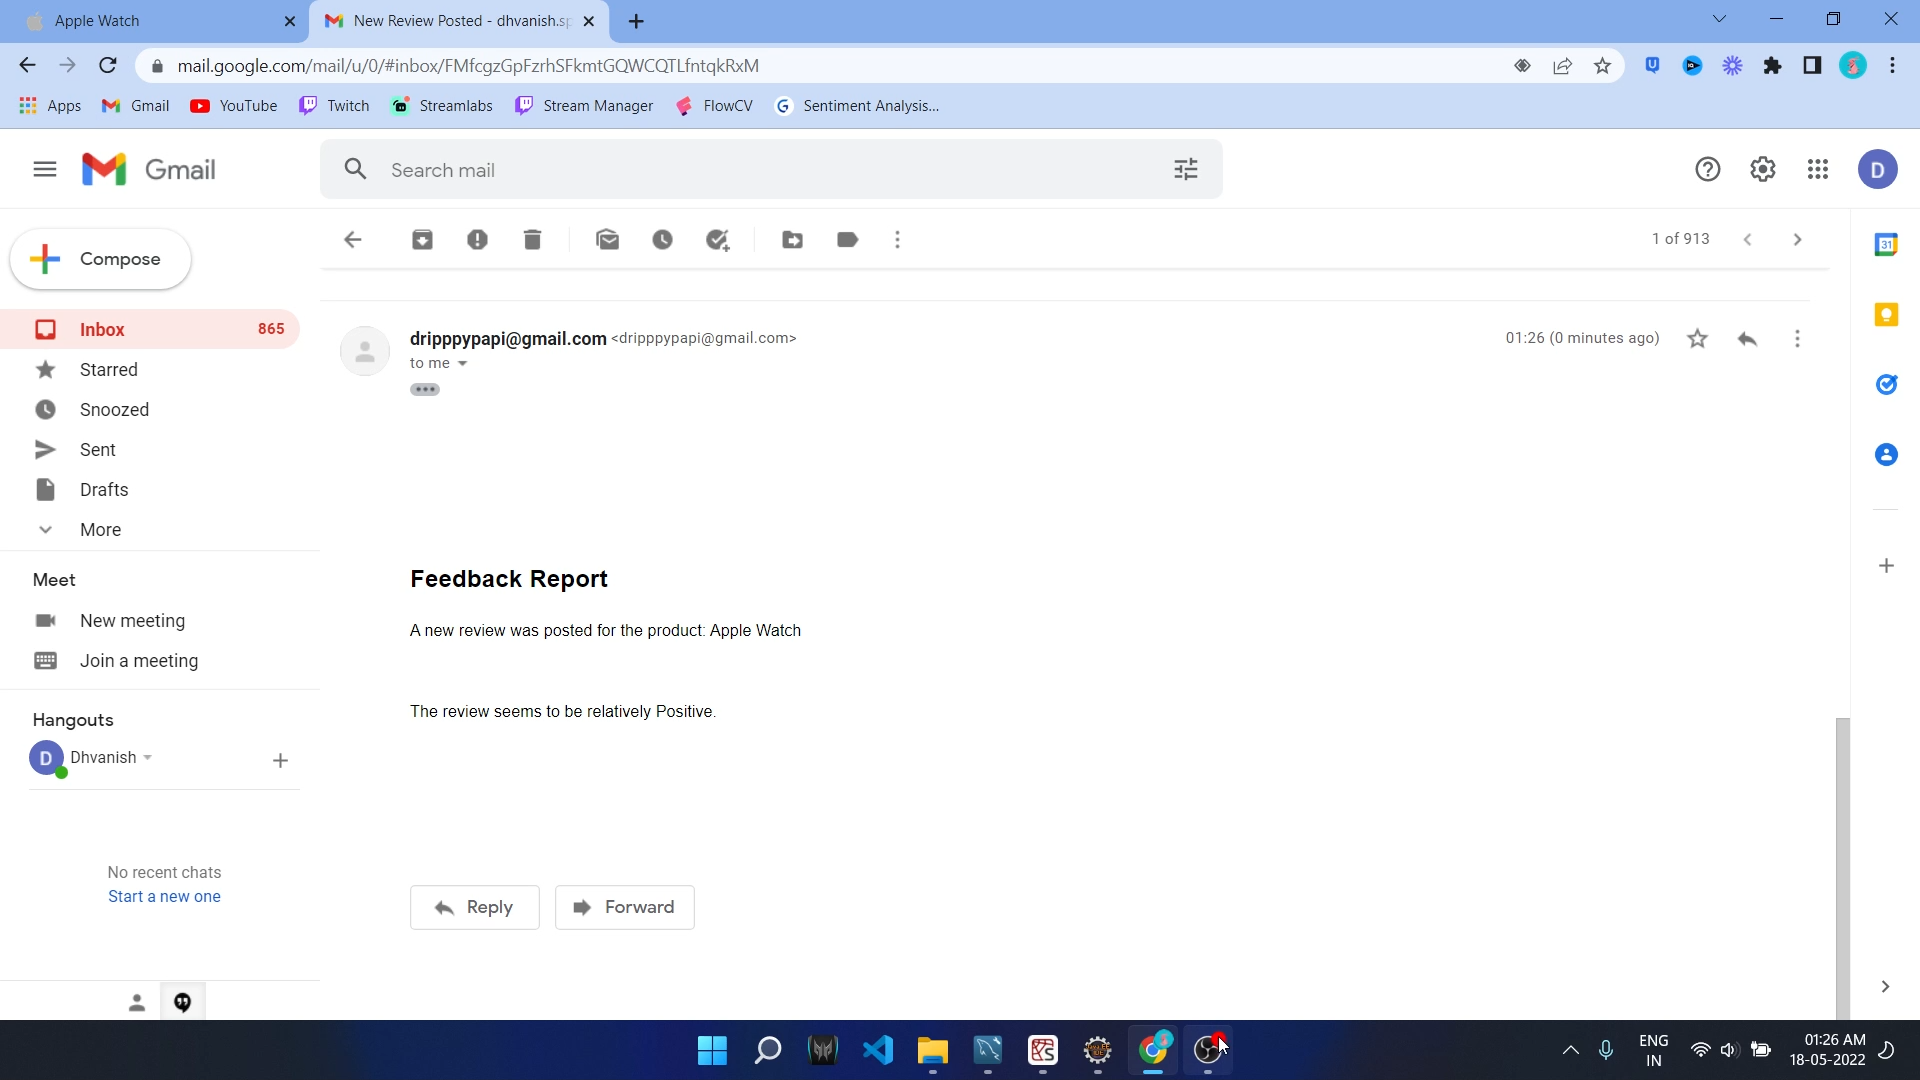 Apple Watch
New Review Posted - dhvanish.sp
mail.google.com/mail/u/0/#inbox/FMfcgzGpFzrhSFkmtGQWCQTLfntqkRxM
Apps
Gmail
YouTube
Twitch
Streamlabs
Stream Manager
FlowCV
Sentiment Analysis...
Gmail
Search mail
D
Compose
1 of 913
31
Inbox 865
Starred
Snoozed
Sent
Drafts
More
dripppypapi@gmail.com <dripppypapi@gmail.com>
01:26 (0 minutes ago)
to me
Feedback Report
A new review was posted for the product: Apple Watch
The review seems to be relatively Positive.
Meet
New meeting
Join a meeting
Hangouts
D Dhvanish
No recent chats
Start a new one
Reply
Forward
ENG
IN
01:26 AM
18-05-2022